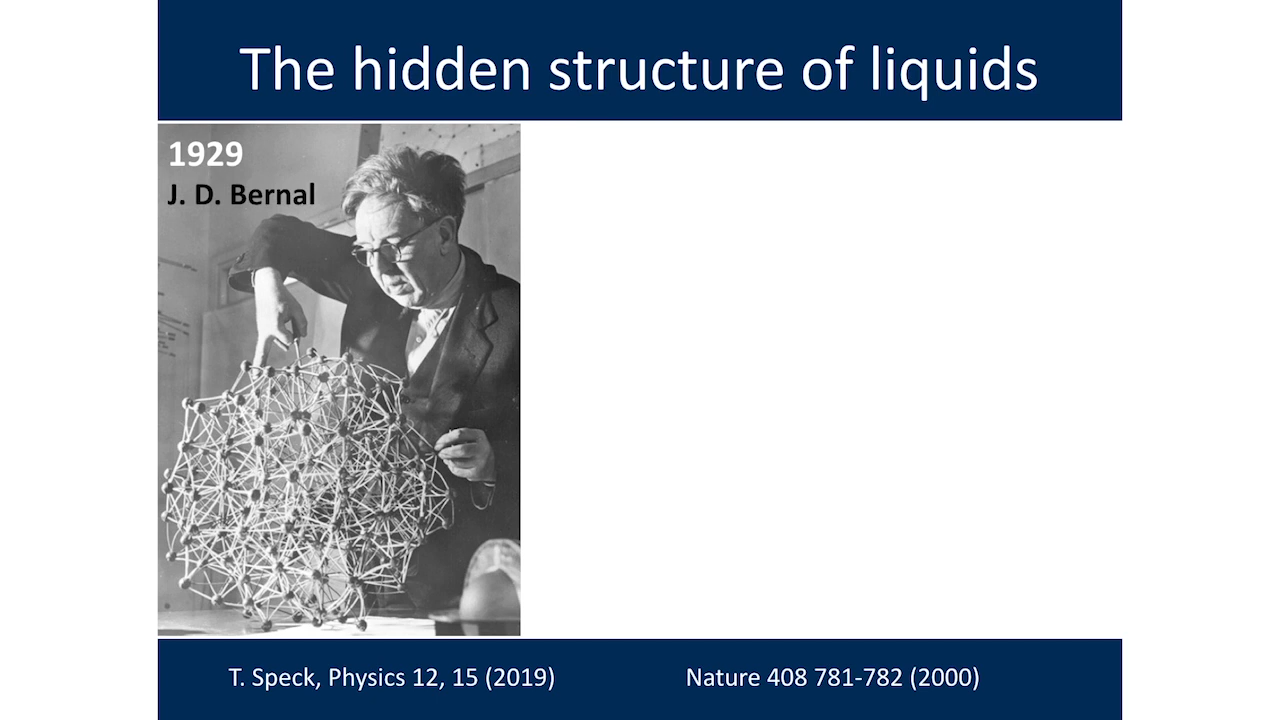 The hidden structure of liquids
1929
J. D. Bernal
T. Speck, Physics 12, 15 (2019)
Nature 408 781-782 (2000)